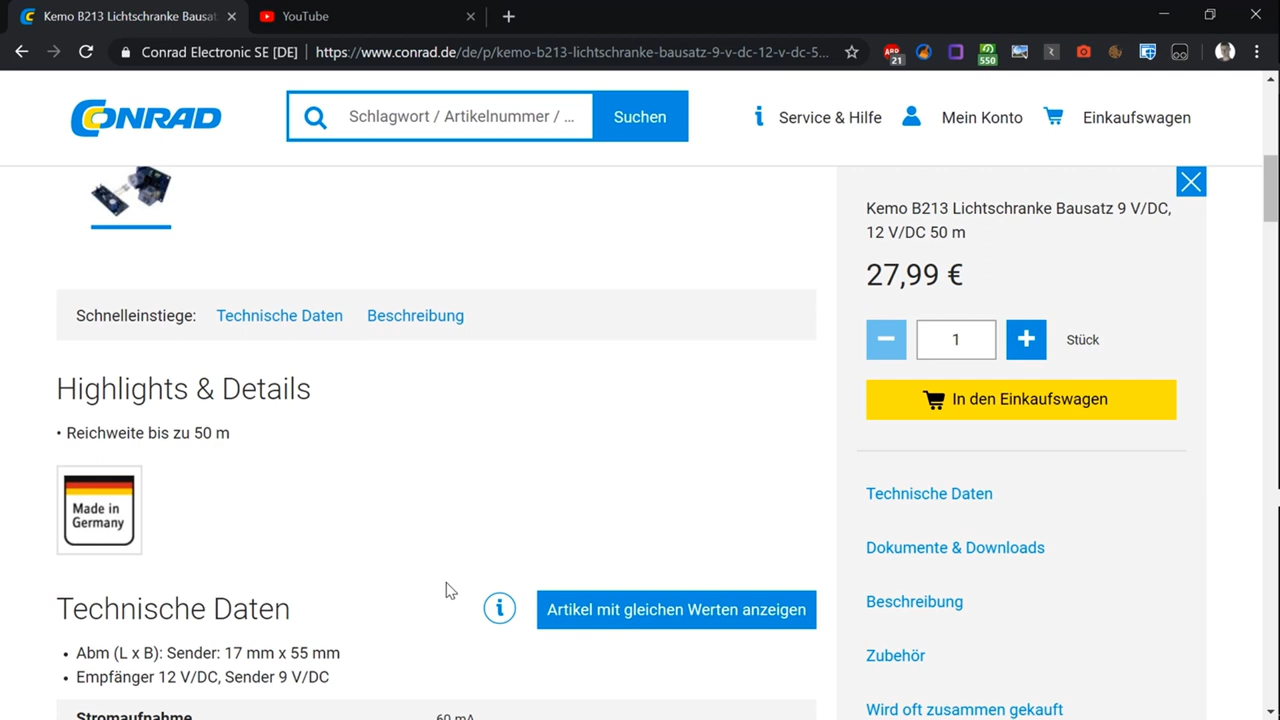 Kemo B213 Lichtschranke Bausat
YouTube
Conrad Electronic SE [DE]
https://www.conrad.de/de/p/kemo-b213-lichtschranke-bausatz-9-v-dc-12-v-dc-5...
21
550
CONRAD
Schlagwort / Artikelnummer / ...
Suchen
Service & Hilfe
Mein Konto
Einkaufswagen
Kemo B213 Lichtschranke Bausatz 9 V/DC,
12 V/DC 50 m
27,99 €
1
Stück
In den Einkaufswagen
Schnelleinstiege:
Technische Daten
Beschreibung
Highlights & Details
• Reichweite bis zu 50 m
Made in
Germany
Technische Daten
Artikel mit gleichen Werten anzeigen
• Abm (L x B): Sender: 17 mm x 55 mm
• Empfänger 12 V/DC, Sender 9 V/DC
Stromaufnahme
60 mA
Technische Daten
Dokumente & Downloads
Beschreibung
Zubehör
Wird oft zusammen gekauft